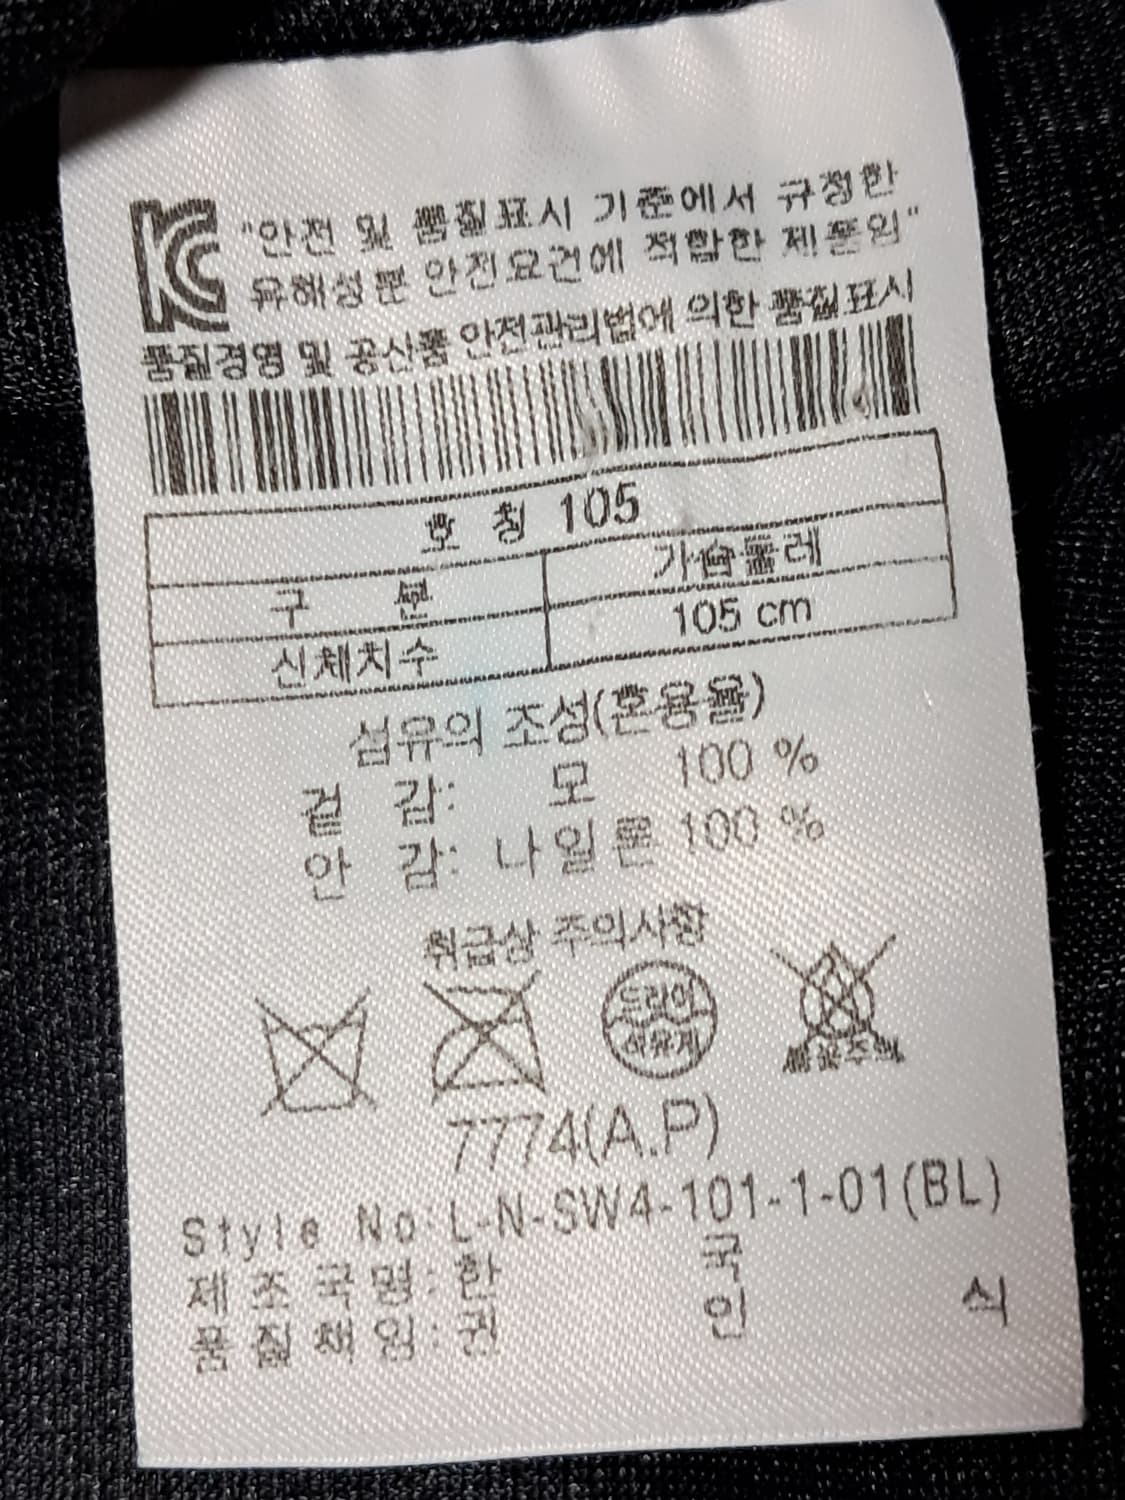 KC "안전 및 품질표시 기준에서 규정한
유해성분 안전요건에 적합한 제품임"
품질경영 및 공산품 안전관리법에 의한 품질표시
호 칭 105
구 분 가슴둘레
신체치수 105 cm
섬유의 조성(혼용율)
겉 감: 모 100 %
안 감: 나일론 100 %
취급상 주의사항
드라이
석유계
7774(A.P)
Style No:L-N-SW4-101-1-01(BL)
제조국명:한 국
품질책임:권 인 식